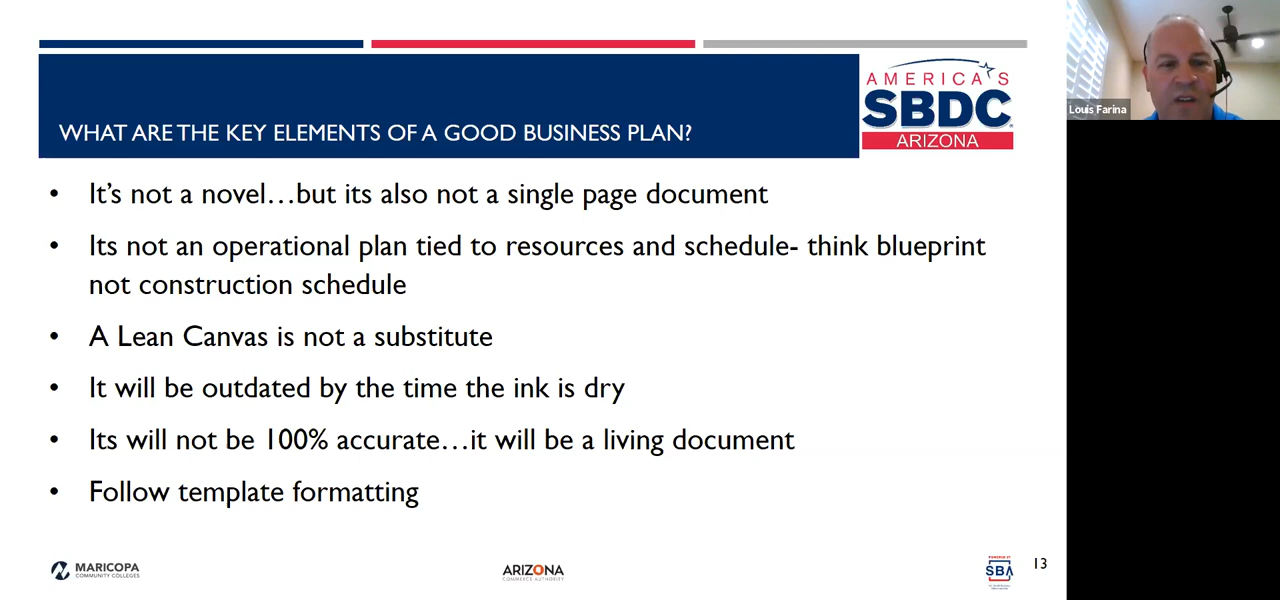 AMERICA'S
SBDC
ARIZONA
Louis Farina
WHAT ARE THE KEY ELEMENTS OF A GOOD BUSINESS PLAN?
• It's not a novel…but its also not a single page document
• Its not an operational plan tied to resources and schedule- think blueprint
not construction schedule
• A Lean Canvas is not a substitute
• It will be outdated by the time the ink is dry
• Its will not be 100% accurate…it will be a living document
• Follow template formatting
MARICOPA
COMMUNITY COLLEGES
ARIZONA
COMMERCE AUTHORITY
POWERED BY
SBA
13